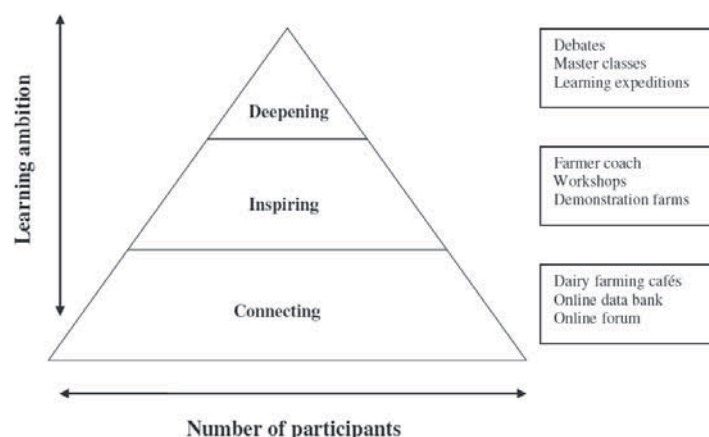 Debates
Master classes
Learning expeditions
Deepening
Learning ambition
Farmer coach
Workshops
Demonstration farms
Inspiring
Dairy farming cafés
Online data bank
Online forum
Connecting
Number of participants